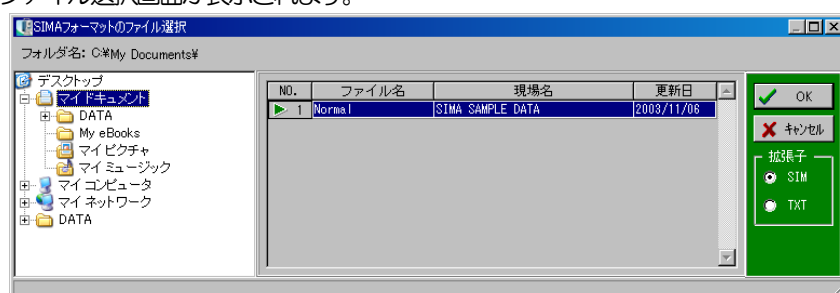 ファイル選択画面が表示されます。
SIMAフォーマットのファイル選択
フォルダ名: C:¥My Documents¥
デスクトップ
マイ ドキュメント
DATA
My eBooks
マイ ピクチャ
マイ ミュージック
マイ コンピュータ
マイ ネットワーク
DATA
NO. ファイル名 現場名 更新日
1 Normal SIMA SAMPLE DATA 2003/11/06
OK
キャンセル
拡張子
SIM
TXT